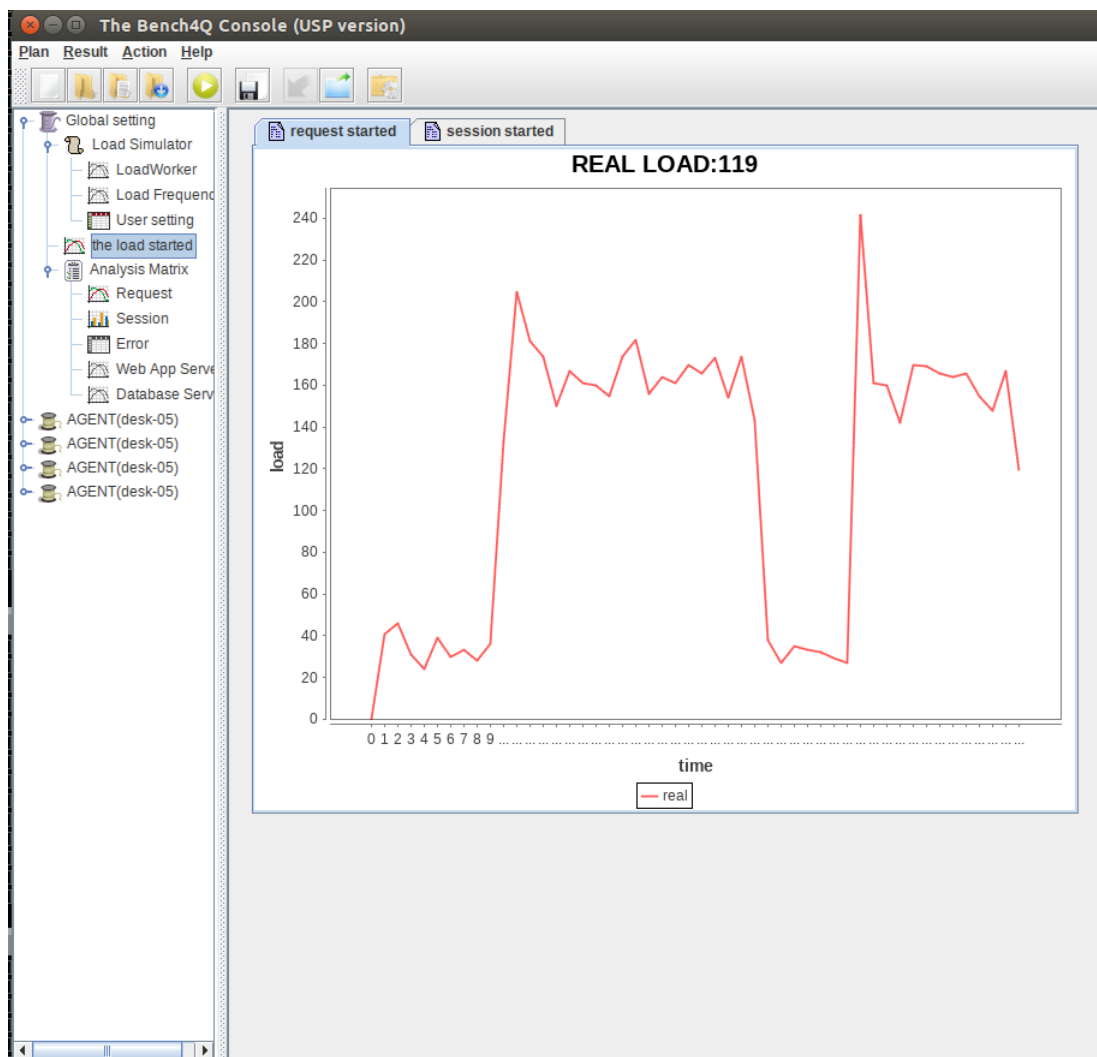 The Bench4Q Console (USP version)
Plan Result Action Help
Global setting
Load Simulator
LoadWorker
Load Frequenc
User setting
the load started
Analysis Matrix
Request
Session
Error
Web App Serve
Database Serv
AGENT(desk-05)
AGENT(desk-05)
AGENT(desk-05)
AGENT(desk-05)
request started session started
REAL LOAD:119
240
220
200
180
160
140
120
100
80
60
40
20
0
load
0 1 2 3 4 5 6 7 8 9 ... ... ... ... ... ... ... ... ... ... ... ... ... ... ... ... ... ... ... ... ... ... ... ... ... ... ... ... ... ... ... ... ... ... ... ... ... ... ... ...
time
real